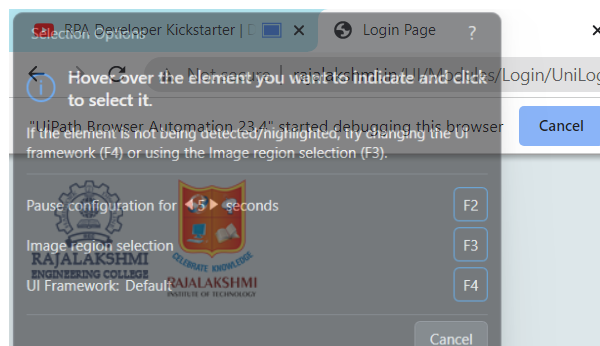 RPA Developer Kickstarter | D
Login Page
Selection Options
?
Not secure | rajalakshmi.in/UI/Modules/Login/UniLog
Hover over the element you want to indicate and click
to select it.
"UiPath Browser Automation 23.4" started debugging this browser
Cancel
If the element is not being detected/highlighted, try changing the UI
framework (F4) or using the Image region selection (F3).
Pause configuration for 5 seconds
F2
Image region selection
F3
RAJALAKSHMI
ENGINEERING COLLEGE
CELEBRATE KNOWLEDGE
RAJALAKSHMI
INSTITUTE OF TECHNOLOGY
UI Framework: Default
F4
Cancel